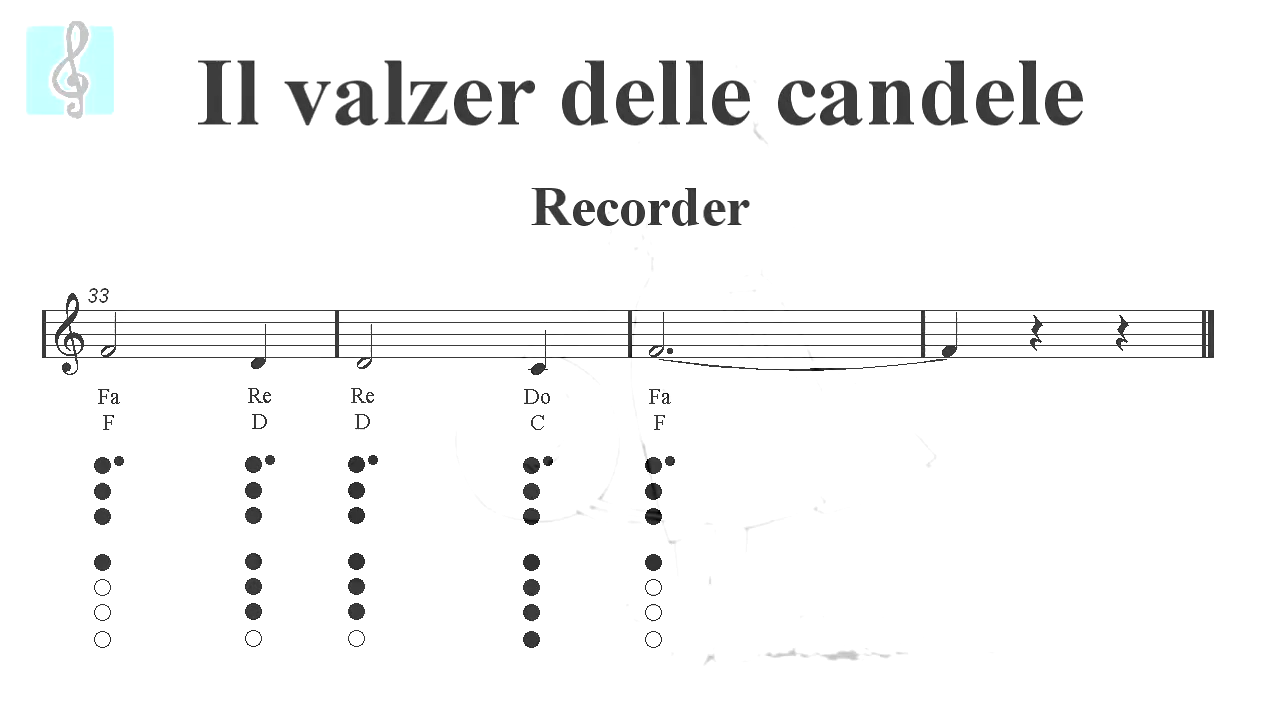 Il valzer delle candele
Recorder
33
Fa Re Re Do Fa
F D D C F